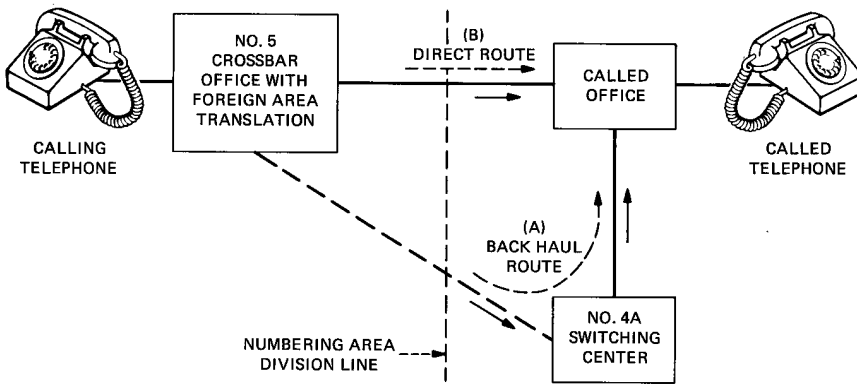 NO. 5
CROSSBAR
OFFICE WITH
FOREIGN AREA
TRANSLATION
(B)
DIRECT ROUTE
CALLED
OFFICE
CALLING
TELEPHONE
CALLED
TELEPHONE
(A)
BACK HAUL
ROUTE
NO. 4A
SWITCHING
CENTER
NUMBERING AREA
DIVISION LINE